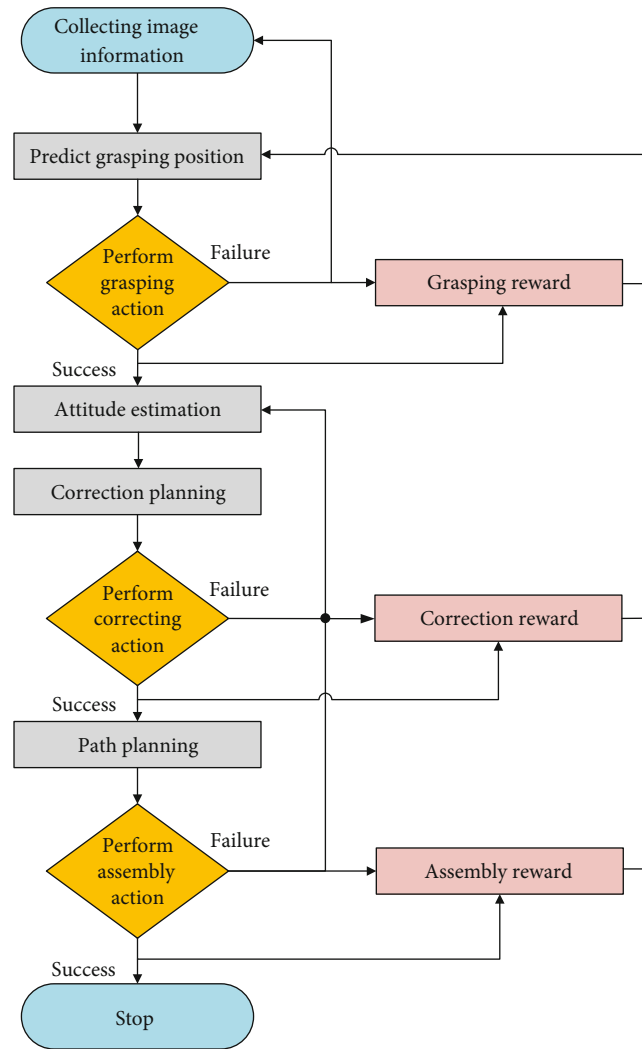 Collecting image
information
Predict grasping position
Perform
grasping
action
Failure
Grasping reward
Success
Attitude estimation
Correction planning
Perform
correcting
action
Failure
Correction reward
Success
Path planning
Perform
assembly
action
Failure
Assembly reward
Success
Stop